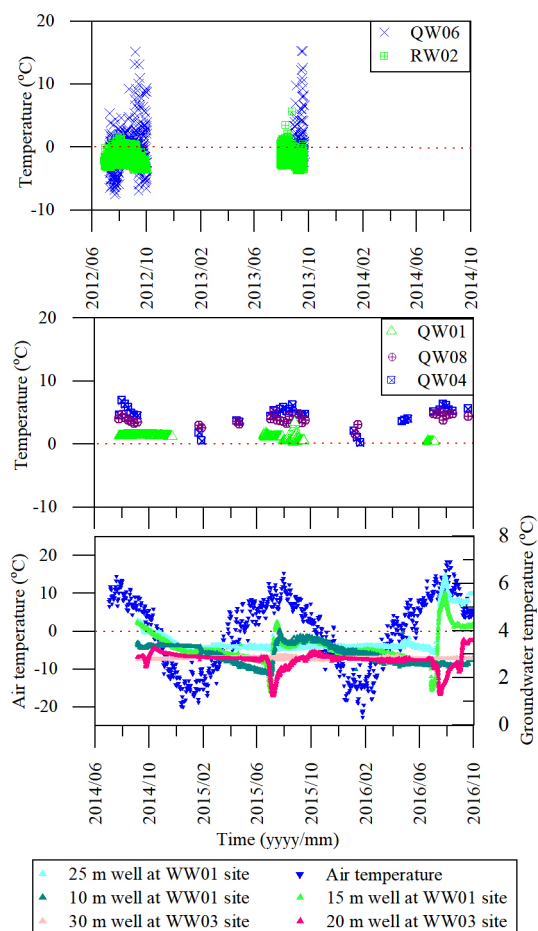 20
10
0
-10
Temperature (°C)
QW06
RW02
2012/06
2012/10
2013/02
2013/06
2013/10
2014/02
2014/06
2014/10
20
10
0
-10
Temperature (°C)
QW01
QW08
QW04
20
10
0
-10
-20
Air temperature (°C)
8
6
4
2
0
Groundwater temperature (°C)
2014/06
2014/10
2015/02
2015/06
2015/10
2016/02
2016/06
2016/10
Time (yyyy/mm)
25 m well at WW01 site
Air temperature
10 m well at WW01 site
15 m well at WW01 site
30 m well at WW03 site
20 m well at WW03 site